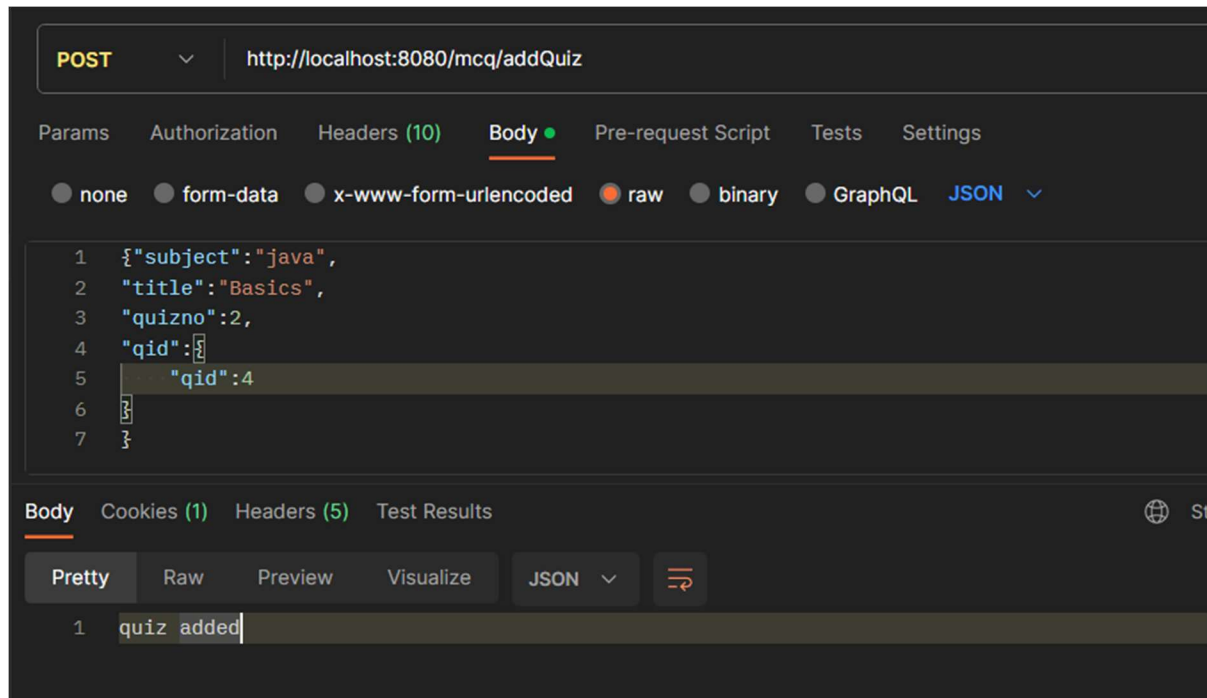 POST http://localhost:8080/mcq/addQuiz
Params Authorization Headers (10) Body Pre-request Script Tests Settings
none form-data x-www-form-urlencoded raw binary GraphQL JSON
1 {"subject":"java",
2 "title":"Basics",
3 "quizno":2,
4 "qid":{
5 ····"qid":4
6 }
7 }
Body Cookies (1) Headers (5) Test Results
Pretty Raw Preview Visualize JSON
1 quiz added